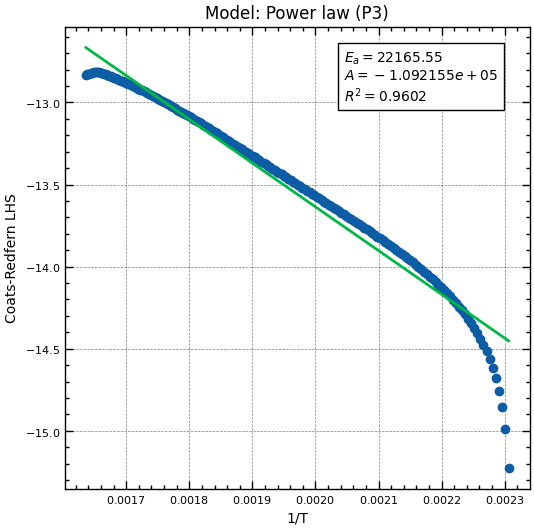 Model: Power law (P3)
E_a = 22165.55
A = −1.092155e + 05
R² = 0.9602
−13.0
−13.5
−14.0
−14.5
−15.0
Coats-Redfern LHS
0.0017 0.0018 0.0019 0.0020 0.0021 0.0022 0.0023
1/T